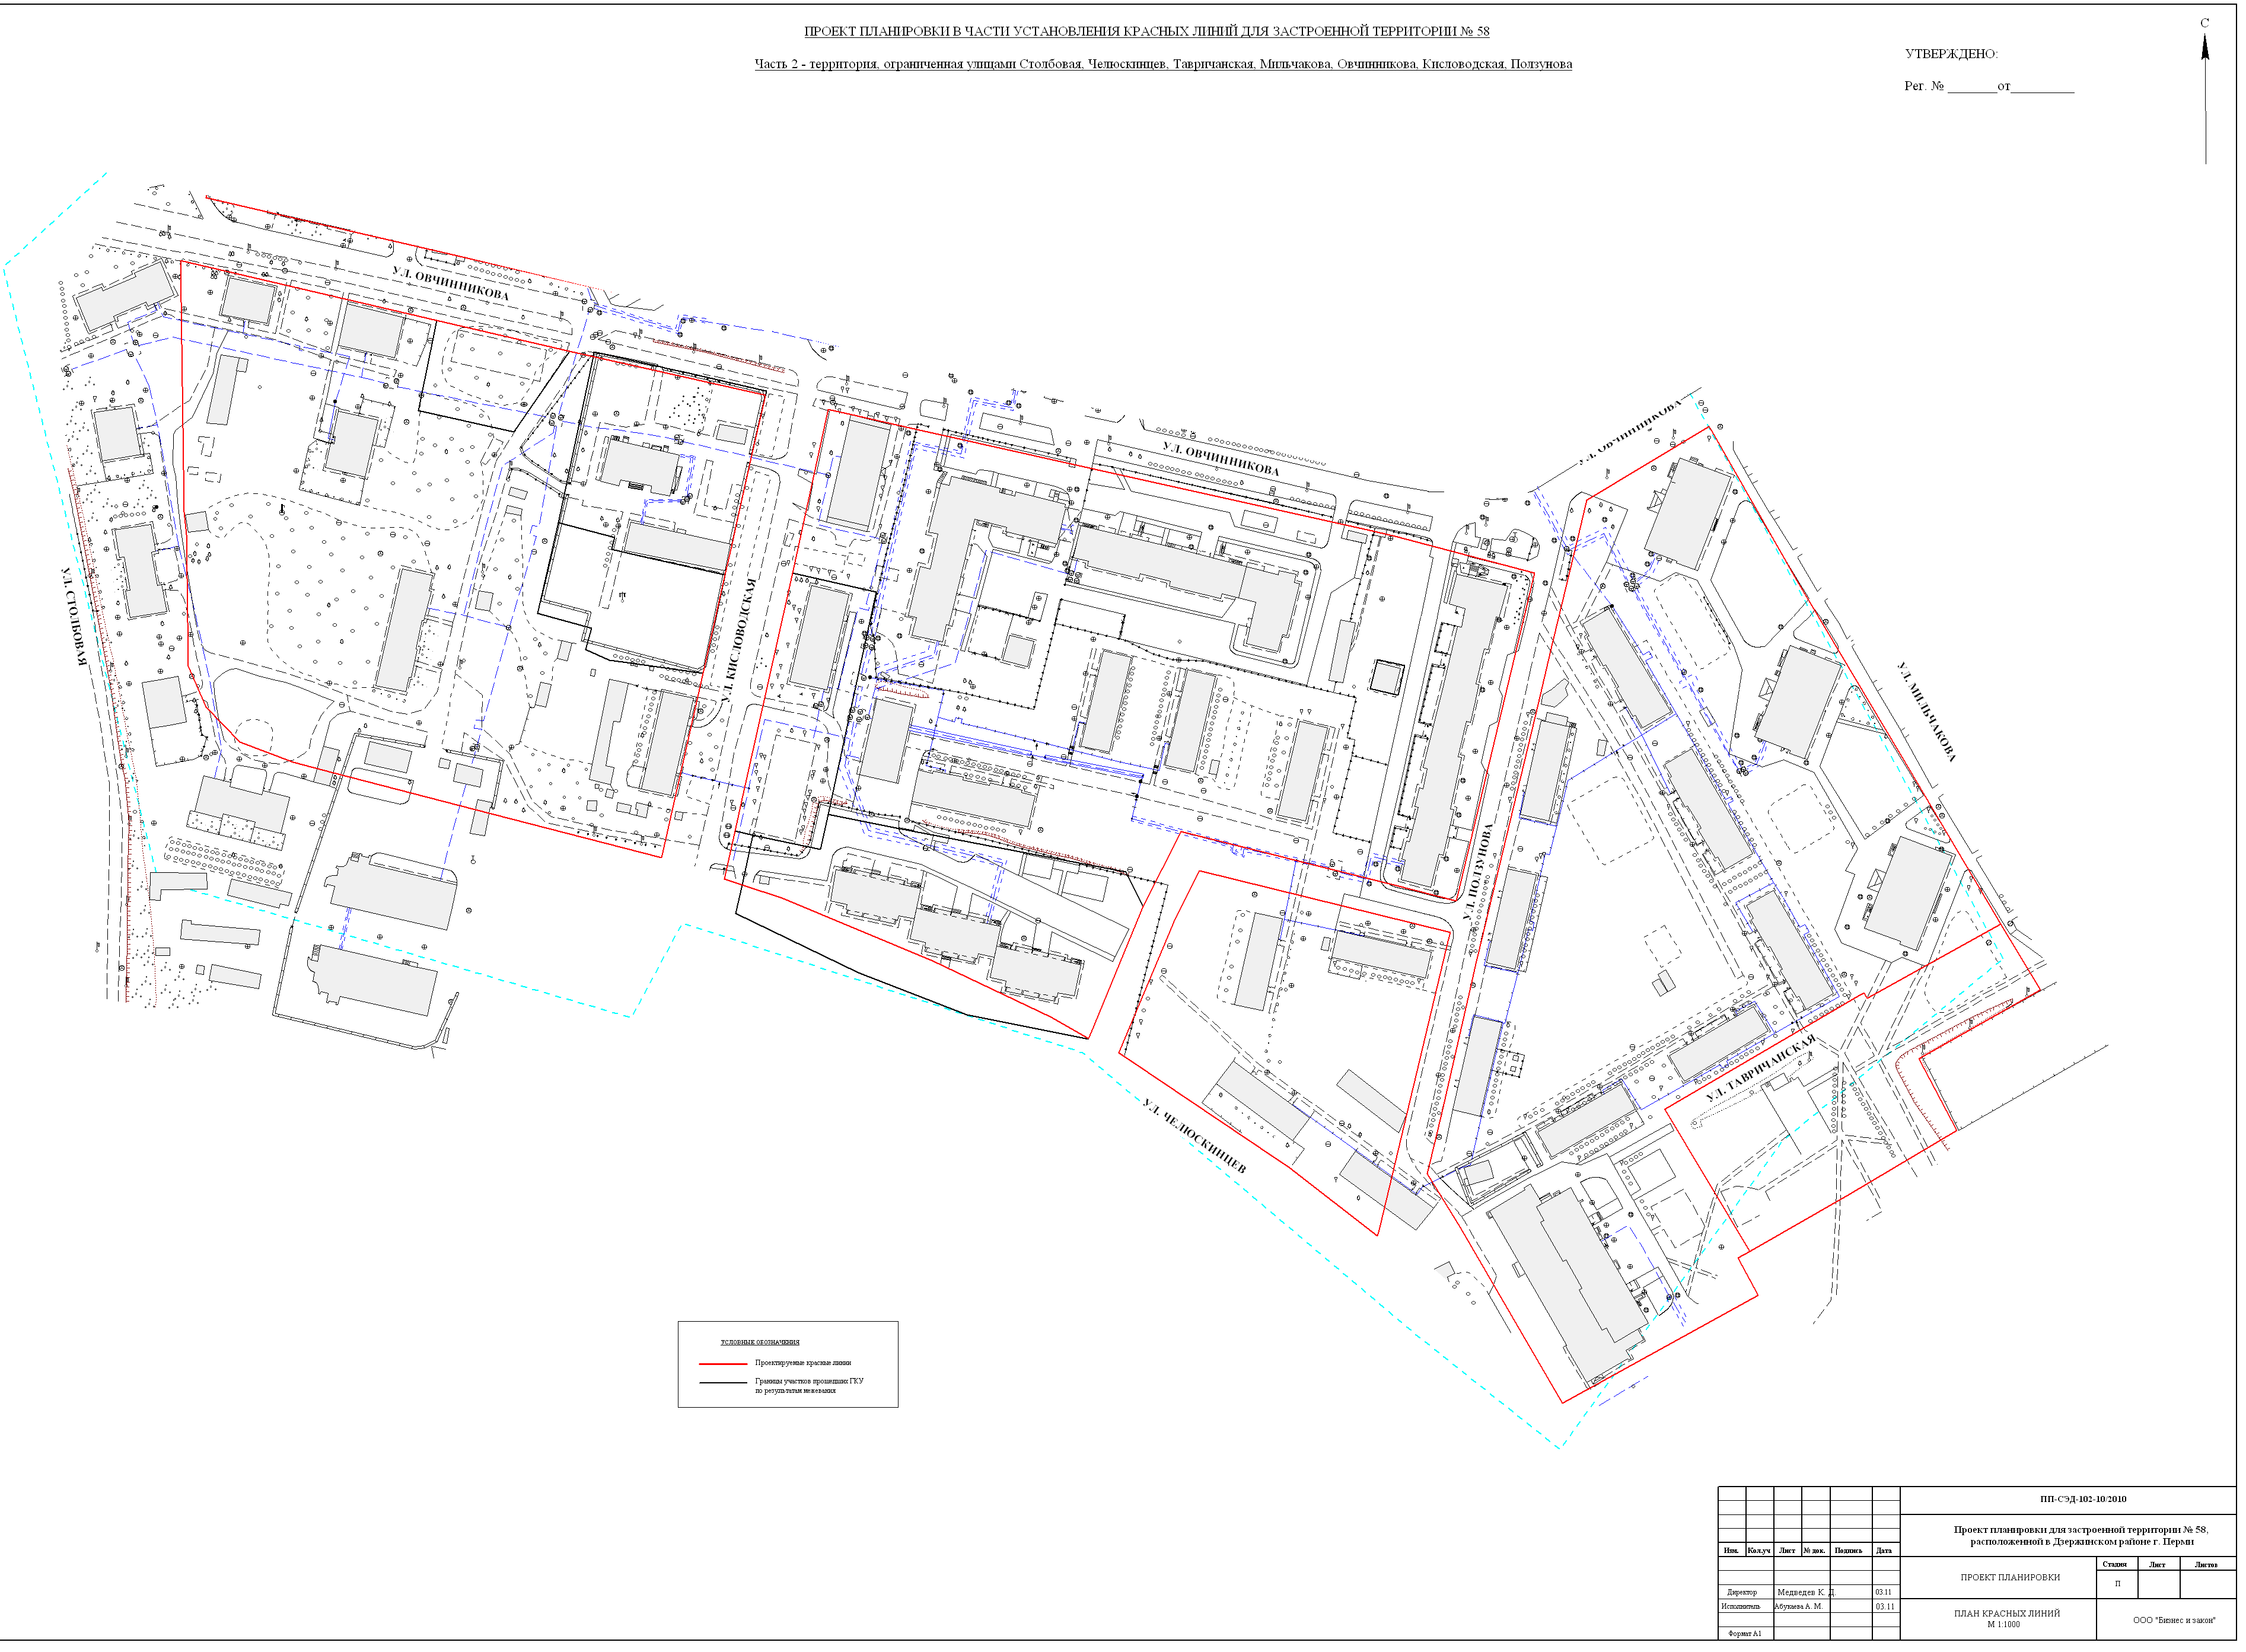 ПРОЕКТ ПЛАНИРОВКИ В ЧАСТИ УСТАНОВЛЕНИЯ КРАСНЫХ ЛИНИЙ ДЛЯ ЗАСТРОЕННОЙ ТЕРРИТОРИИ № 58
Часть 2 - территория, ограниченная улицами Столбовая, Челюскинцев, Тавричанская, Мильчакова, Овчинникова, Кисловодская, Ползунова
С
УТВЕРЖДЕНО:
Рег. № _______от_________
УЛ. ОВЧИННИКОВА
УЛ. ОВЧИННИКОВА
УЛ. ОВЧИННИКОВА
УЛ. СТОЛБОВАЯ
УЛ. КИСЛОВОДСКАЯ
УЛ. МИЛЬЧАКОВА
УЛ. ПОЛЗУНОВА
УЛ. ТАВРИЧАНСКАЯ
УЛ. ЧЕЛЮСКИНЦЕВ
УСЛОВНЫЕ ОБОЗНАЧЕНИЯ
Проектируемые красные линии
Границы участков прошедших ГКУ
по результатам межевания
ПП-СЭД-102-10/2010
Проект планировки для застроенной территории № 58,
расположенной в Дзержинском районе г. Перми
Изм. Кол.уч Лист № док. Подпись Дата
ПРОЕКТ ПЛАНИРОВКИ
Стадия Лист Листов
П
Директор Медведев К. Д. 03.11
Исполнитель Абукаева А. М. 03.11
ПЛАН КРАСНЫХ ЛИНИЙ
М 1:1000
ООО "Бизнес и закон"
Формат А1